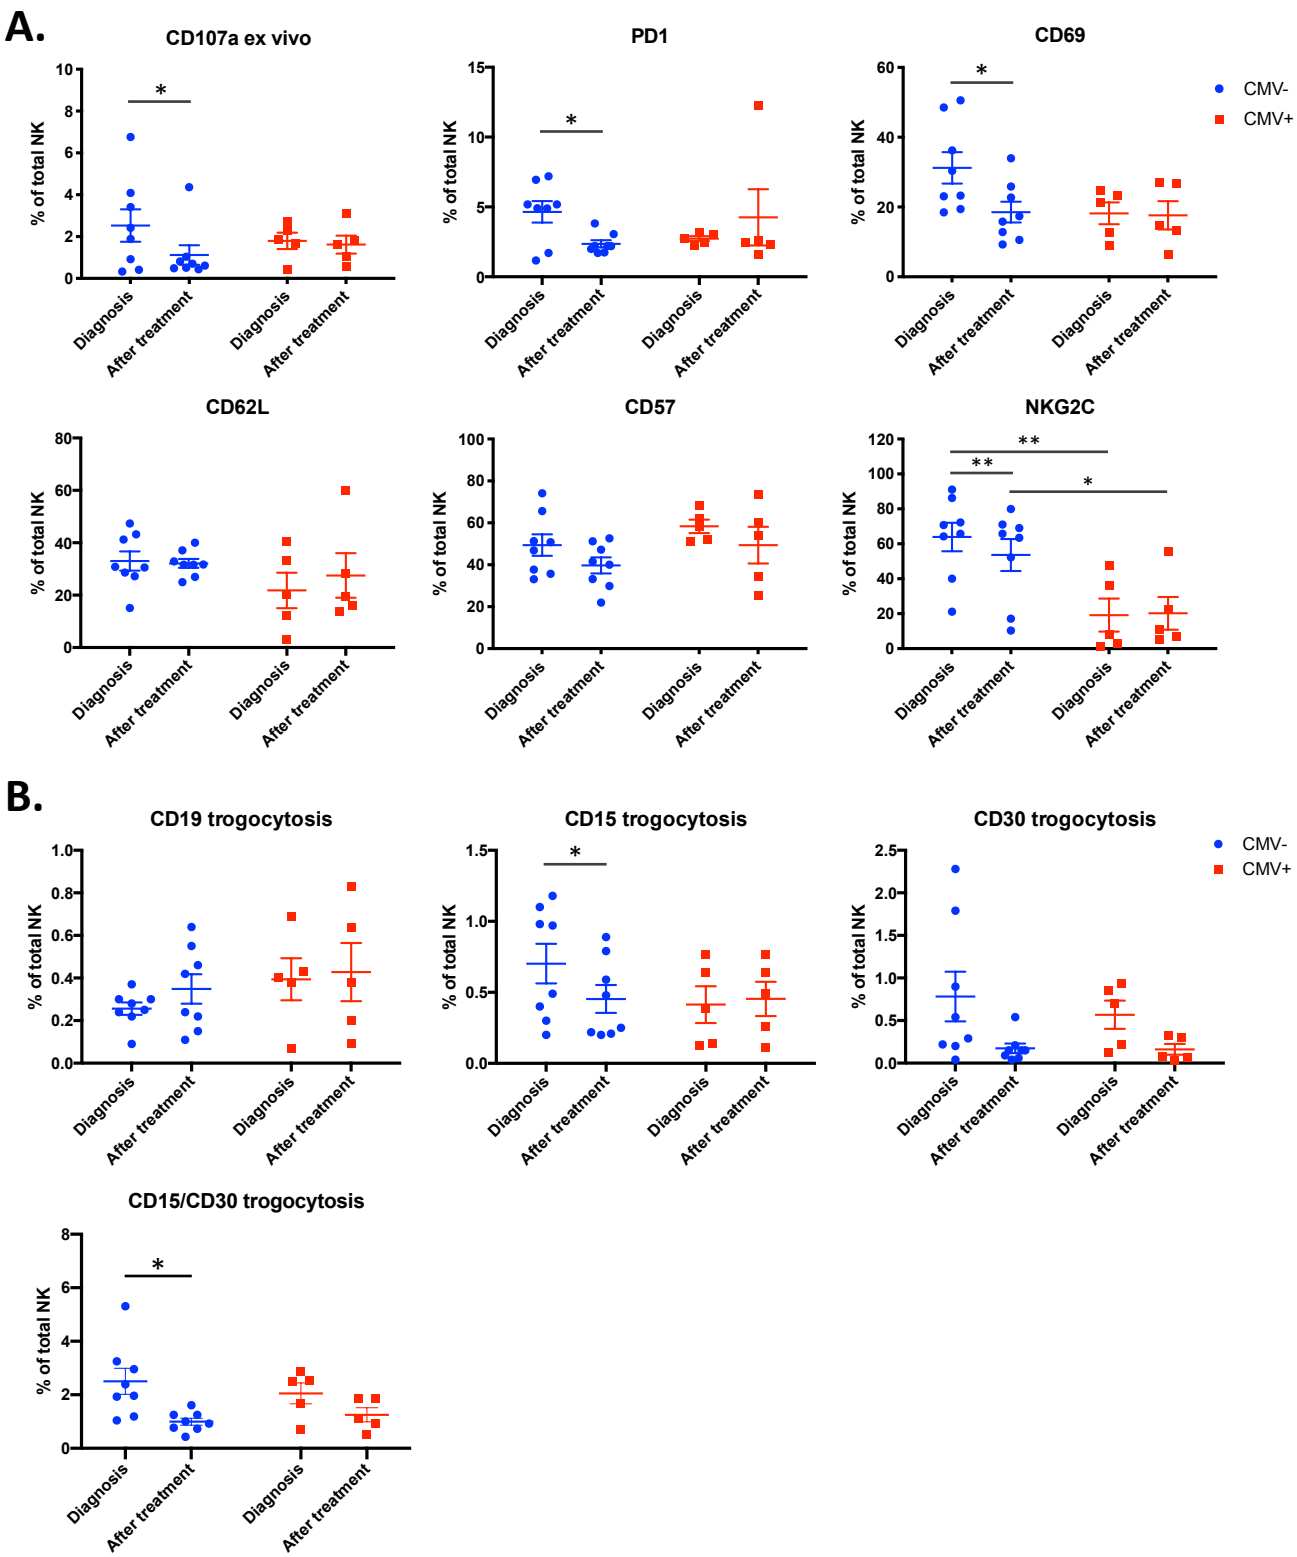 A.
CD107a ex vivo
% of total NK
10
8
6
4
2
0
*
Diagnosis
After treatment
Diagnosis
After treatment
PD1
% of total NK
15
10
5
0
*
Diagnosis
After treatment
Diagnosis
After treatment
CD69
% of total NK
60
40
20
0
*
Diagnosis
After treatment
Diagnosis
After treatment
CMV-
CMV+
CD62L
% of total NK
80
60
40
20
0
Diagnosis
After treatment
Diagnosis
After treatment
CD57
% of total NK
100
80
60
40
20
0
Diagnosis
After treatment
Diagnosis
After treatment
NKG2C
% of total NK
120
100
80
60
40
20
0
**
**
*
Diagnosis
After treatment
Diagnosis
After treatment
B.
CD19 trogocytosis
% of total NK
1.0
0.8
0.6
0.4
0.2
0.0
Diagnosis
After treatment
Diagnosis
After treatment
CD15 trogocytosis
% of total NK
1.5
1.0
0.5
0.0
*
Diagnosis
After treatment
Diagnosis
After treatment
CD30 trogocytosis
% of total NK
2.5
2.0
1.5
1.0
0.5
0.0
Diagnosis
After treatment
Diagnosis
After treatment
CMV-
CMV+
CD15/CD30 trogocytosis
% of total NK
8
6
4
2
0
*
Diagnosis
After treatment
Diagnosis
After treatment